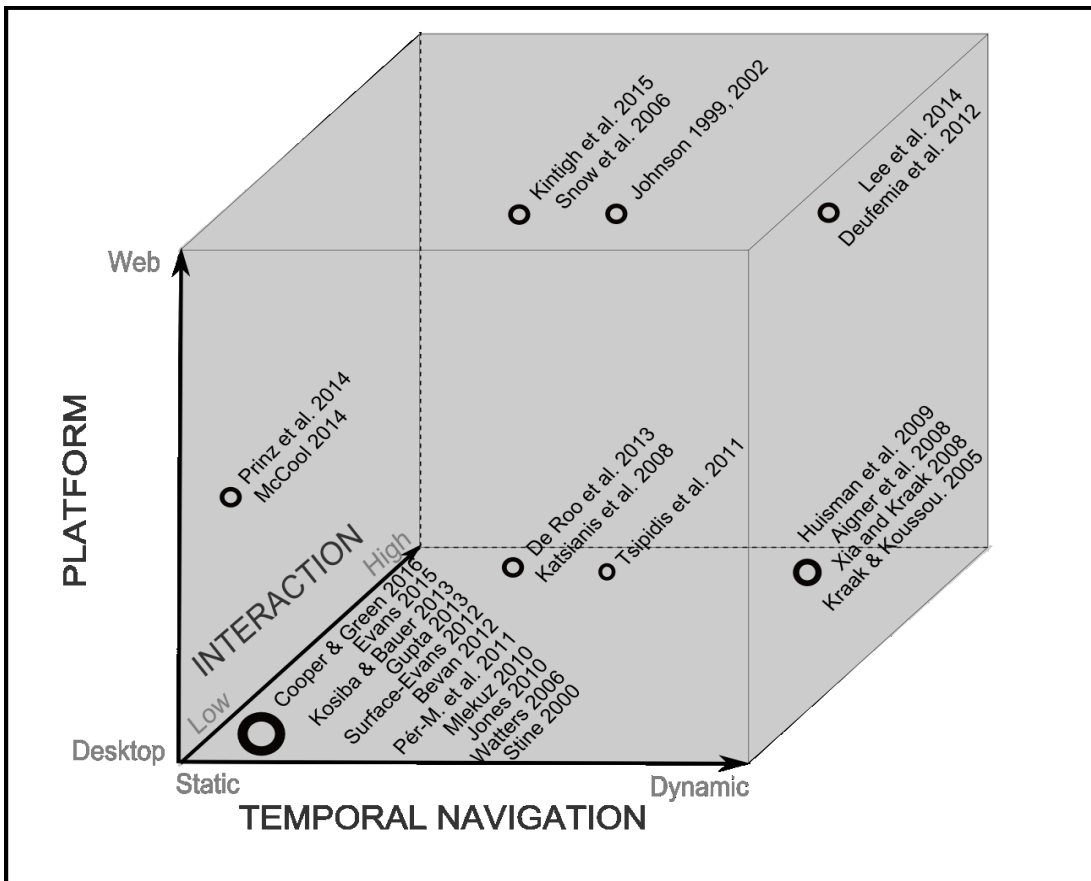 Kintigh et al. 2015
Snow et al. 2006
Johnson 1999, 2002
Lee et al. 2014
Deufemia et al. 2012
Web
Prinz et al. 2014
McCool 2014
PLATFORM
INTERACTION
High
Low
De Roo et al. 2013
Katsianis et al. 2008
Tsipidis et al. 2011
Huisman et al. 2009
Aigner et al. 2008
Xia and Kraak 2008
Kraak & Koussou. 2005
Cooper & Green 2016
Evans 2015
Kosiba & Bauer 2013
Gupta 2013
Surface-Evans 2012
Bevan 2012
Pér-M. et al. 2011
Mlekuz 2010
Jones 2010
Watters 2006
Stine 2000
Desktop
Static
Dynamic
TEMPORAL NAVIGATION